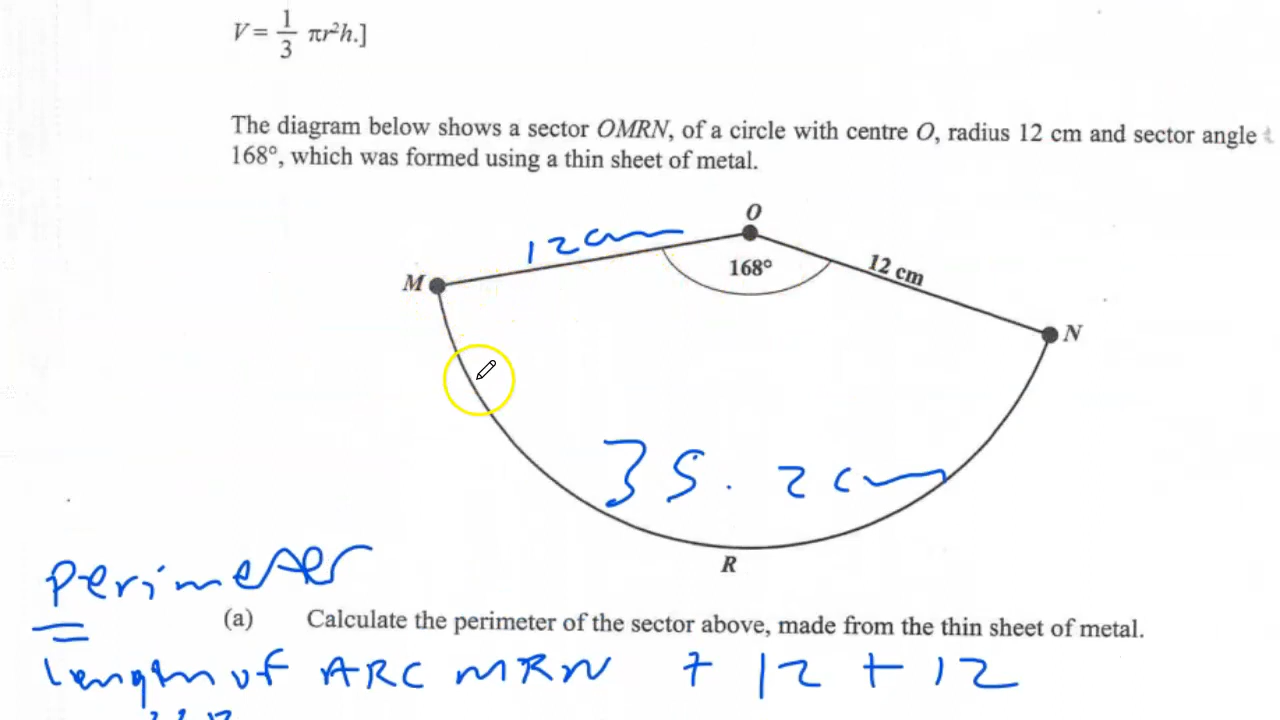 V = 1/3 πr²h.]
The diagram below shows a sector OMRN, of a circle with centre O, radius 12 cm and sector angle
168°, which was formed using a thin sheet of metal.
O
12cm
168°
12 cm
M
N
35.2cm
R
Perimeter
(a) Calculate the perimeter of the sector above, made from the thin sheet of metal.
=
length of ARC MRN + 12 + 12